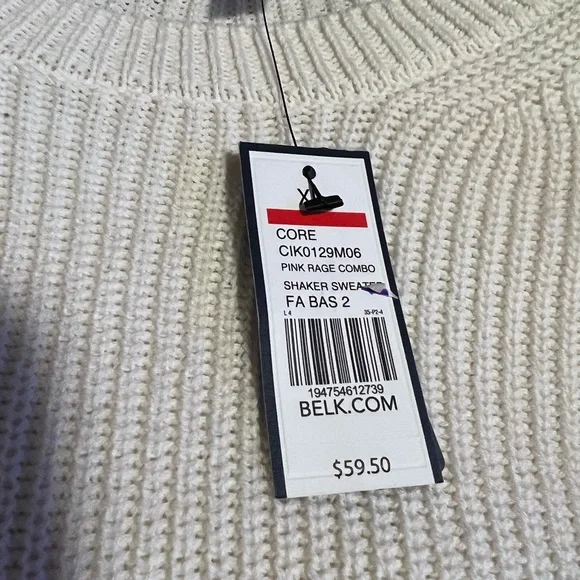 X
CORE
CIK0129M06
PINK RAGE COMBO
SHAKER SWEATER
FA BAS 2
L 4 35-P2-4
194754612739
BELK.COM
$59.50